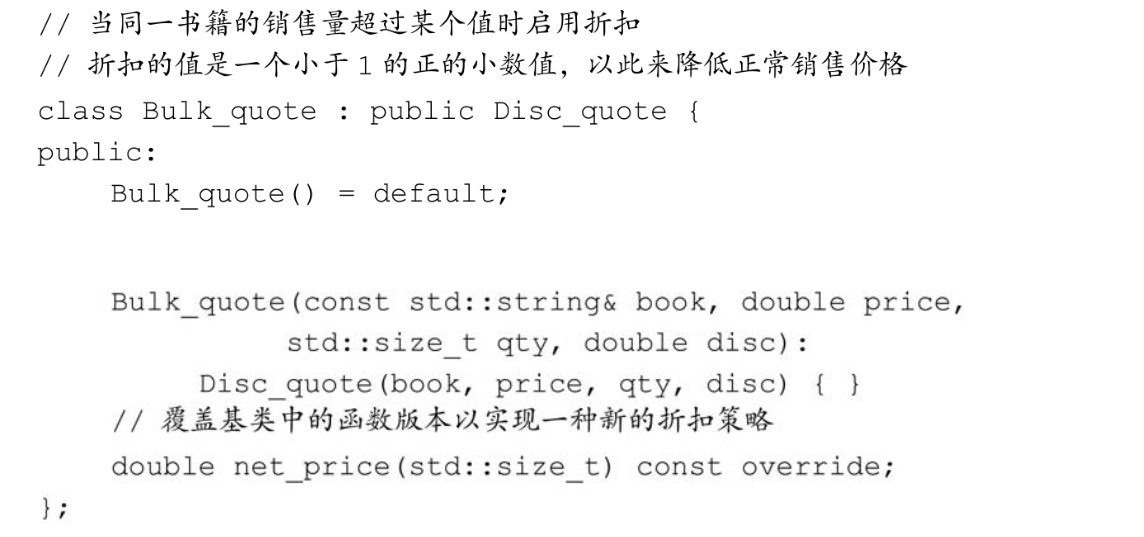 // 当同一书籍的销售量超过某个值时启用折扣
// 折扣的值是一个小于 1 的正的小数值，以此来降低正常销售价格
class Bulk_quote : public Disc_quote {
public:
    Bulk_quote() = default;
    Bulk_quote(const std::string& book, double price,
               std::size_t qty, double disc):
         Disc_quote(book, price, qty, disc) { }
    // 覆盖基类中的函数版本以实现一种新的折扣策略
    double net_price(std::size_t) const override;
};